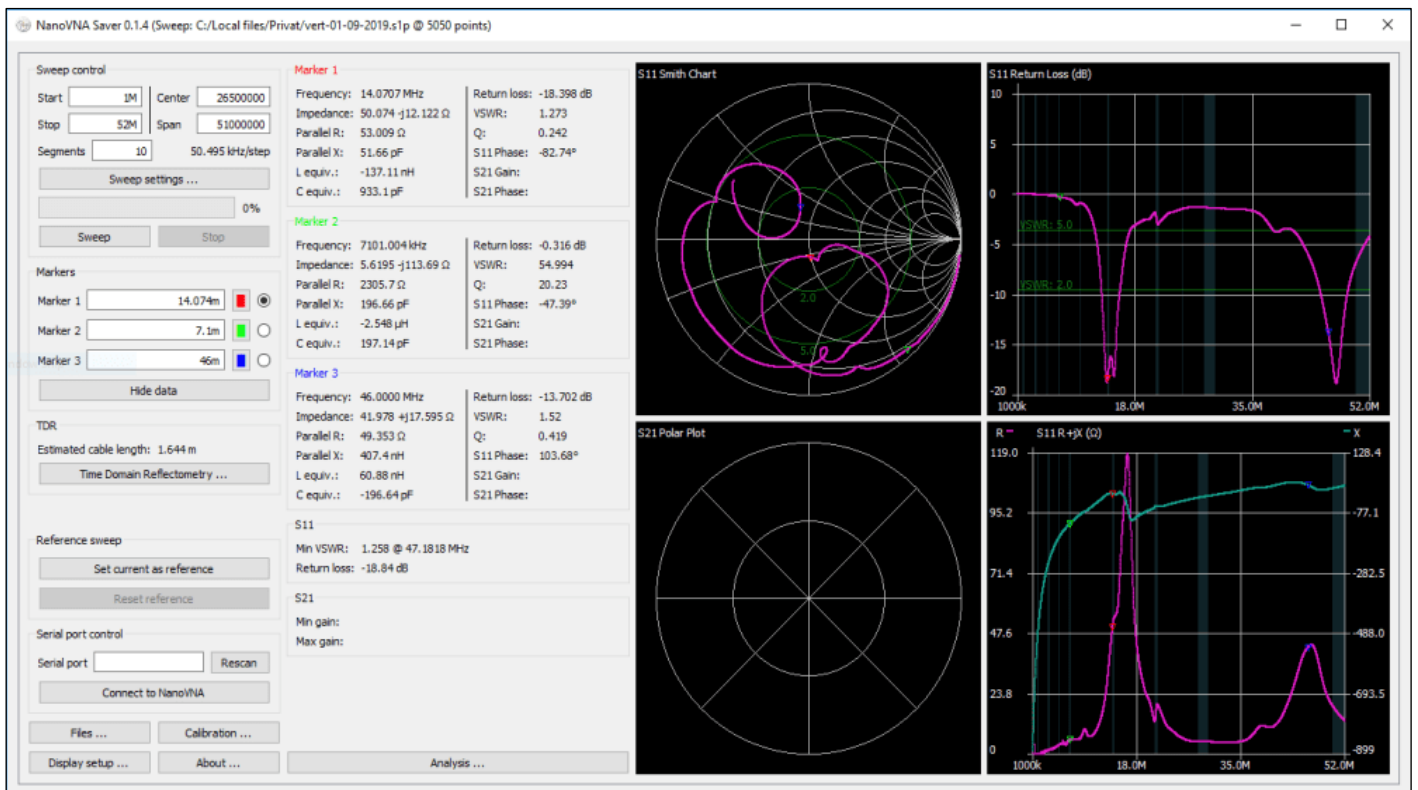 NanoVNA Saver 0.1.4 (Sweep: C:/Local files/Privat/vert-01-09-2019.s1p @ 5050 points)
Sweep control
Start 1M Center 26500000
Stop 52M Span 51000000
Segments 10 50.495 kHz/step
Sweep settings ...
0%
Sweep Stop
Markers
Marker 1 14.074m
Marker 2 7.1m
Marker 3 46m
Hide data
TDR
Estimated cable length: 1.644 m
Time Domain Reflectometry ...
Reference sweep
Set current as reference
Reset reference
Serial port control
Serial port Rescan
Connect to NanoVNA
Files ... Calibration ...
Display setup ... About ...
Marker 1
Frequency: 14.0707 MHz Return loss: -18.398 dB
Impedance: 50.074 -j12.122 Ω VSWR: 1.273
Parallel R: 53.009 Ω Q: 0.242
Parallel X: 51.66 pF S11 Phase: -82.74°
L equiv.: -137.11 nH S21 Gain:
C equiv.: 933.1 pF S21 Phase:
Marker 2
Frequency: 7101.004 kHz Return loss: -0.316 dB
Impedance: 5.6195 -j113.69 Ω VSWR: 54.994
Parallel R: 2305.7 Ω Q: 20.23
Parallel X: 196.66 pF S11 Phase: -47.39°
L equiv.: -2.548 μH S21 Gain:
C equiv.: 197.14 pF S21 Phase:
Marker 3
Frequency: 46.0000 MHz Return loss: -13.702 dB
Impedance: 41.978 +j17.595 Ω VSWR: 1.52
Parallel R: 49.353 Ω Q: 0.419
Parallel X: 407.4 nH S11 Phase: 103.68°
L equiv.: 60.88 nH S21 Gain:
C equiv.: -196.64 pF S21 Phase:
S11
Min VSWR: 1.258 @ 47.1818 MHz
Return loss: -18.84 dB
S21
Min gain:
Max gain:
Analysis ...
S11 Smith Chart
2.0
5.0
S11 Return Loss (dB)
10
5
0
VSWR: 5.0
-5
VSWR: 2.0
-10
-15
-20
1000k 18.0M 35.0M 52.0M
S21 Polar Plot
R S11 R+jX (Ω) X
119.0 128.4
95.2 -77.1
71.4 -282.5
47.6 -488.0
23.8 -693.5
0 -899
1000k 18.0M 35.0M 52.0M